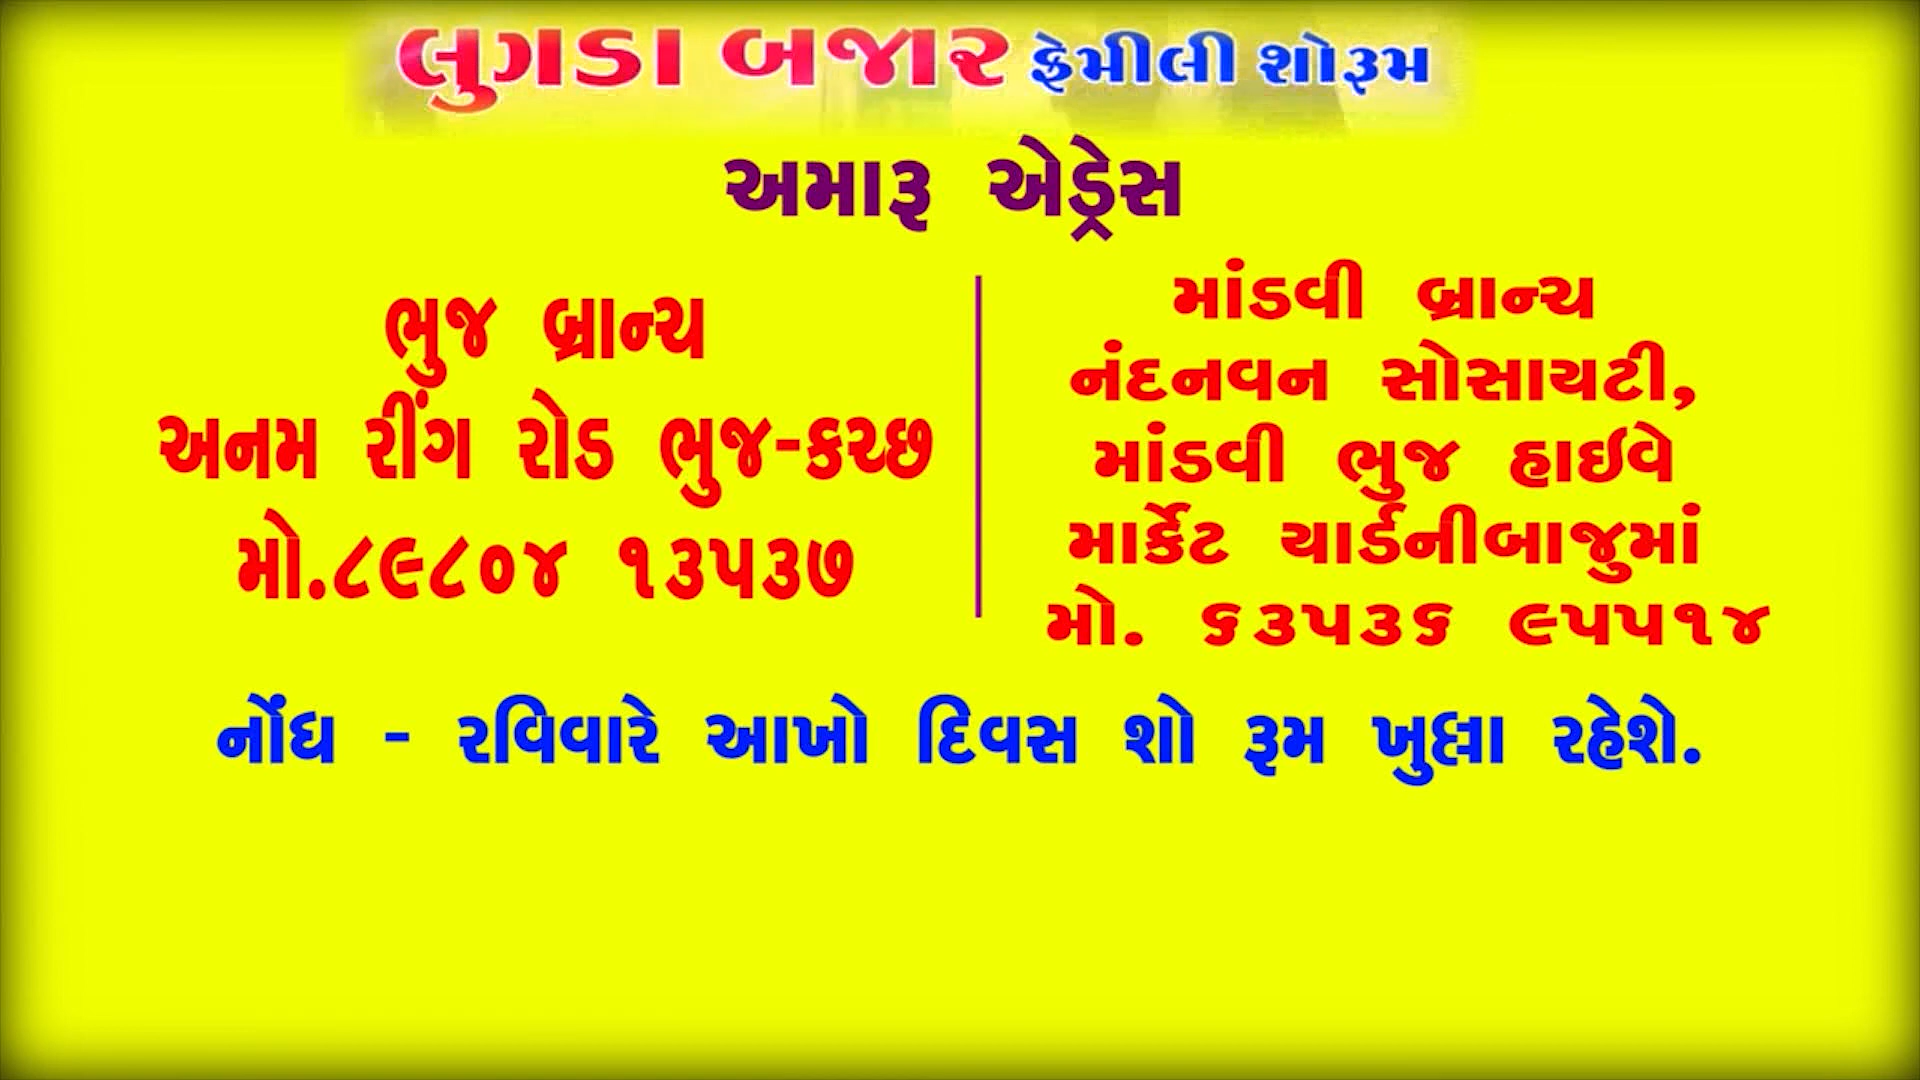 લુગડા બજાર ફેમીલી શોરૂમ
અમારૂ એડ્રેસ
ભુજ બ્રાન્ચ
અનમ રીંગ રોડ ભુજ-કચ્છ
મો.૮૯૮૦૪ ૧૩૫૩૭
માંડવી બ્રાન્ચ
નંદનવન સોસાયટી,
માંડવી ભુજ હાઇવે
માર્કેટ યાર્ડનીબાજુમાં
મો. ૬૩૫૩૬ ૯૫૫૧૪
નોંધ - રવિવારે આખો દિવસ શો રૂમ ખુલ્લા રહેશે.